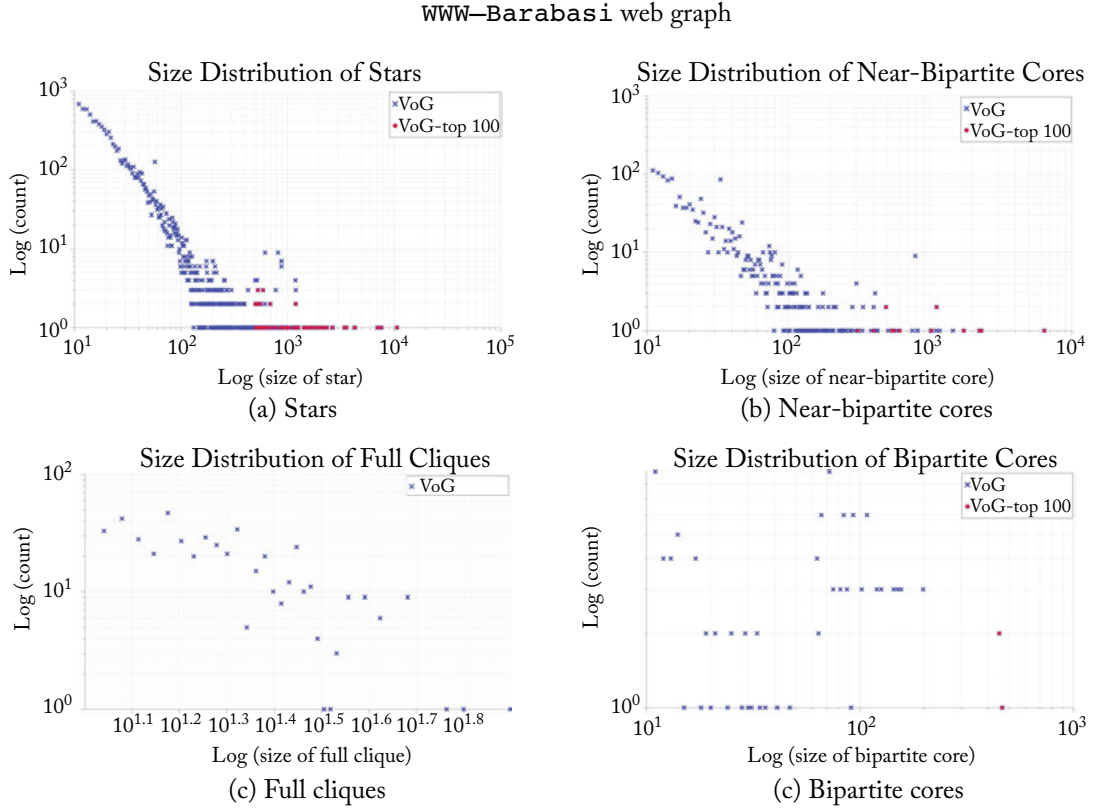 WWW—Barabasi web graph
Size Distribution of Stars
10^3
10^2
10^1
10^0
Log (count)
VoG
VoG-top 100
10^1 10^2 10^3 10^4 10^5
Log (size of star)
(a) Stars
Size Distribution of Near-Bipartite Cores
10^3
10^2
10^1
10^0
Log (count)
VoG
VoG-top 100
10^1 10^2 10^3 10^4
Log (size of near-bipartite core)
(b) Near-bipartite cores
Size Distribution of Full Cliques
10^2
10^1
10^0
Log (count)
VoG
10^1.1 10^1.2 10^1.3 10^1.4 10^1.5 10^1.6 10^1.7 10^1.8
Log (size of full clique)
(c) Full cliques
Size Distribution of Bipartite Cores
10^0
Log (count)
VoG
VoG-top 100
10^1 10^2 10^3
Log (size of bipartite core)
(c) Bipartite cores